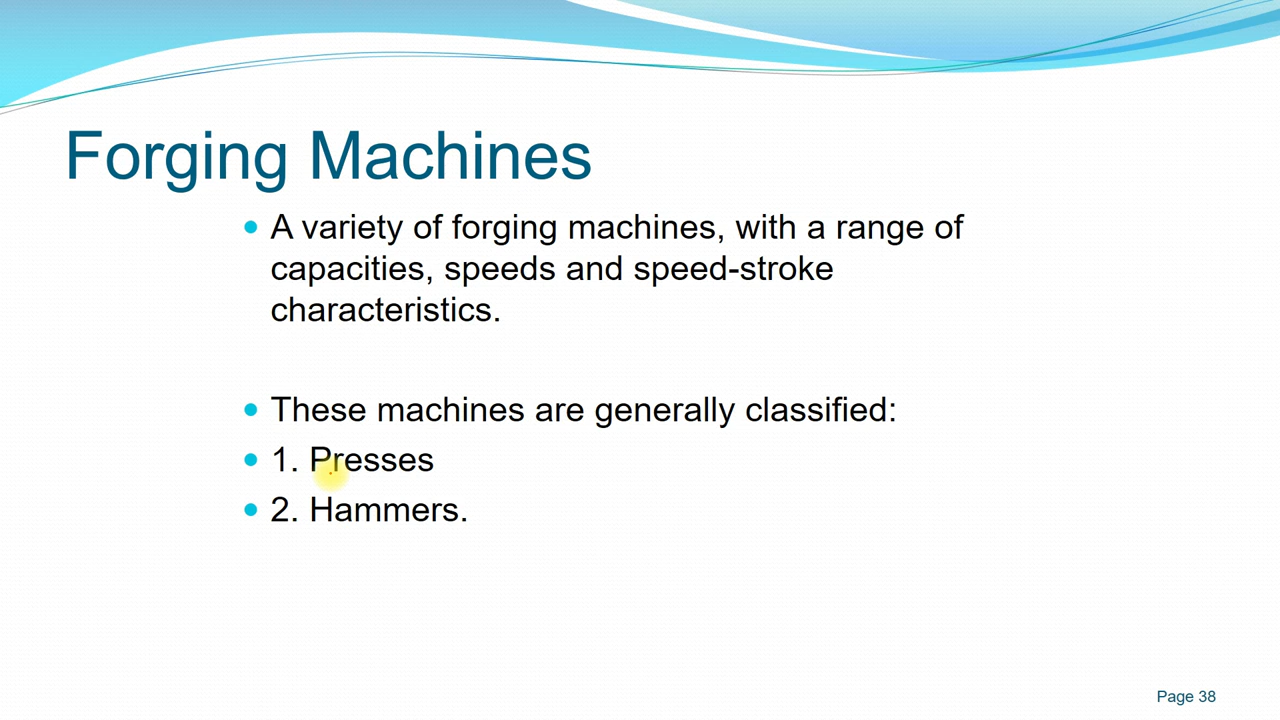 Forging Machines
A variety of forging machines, with a range of
capacities, speeds and speed-stroke
characteristics.
These machines are generally classified:
1. Presses
2. Hammers.
Page 38